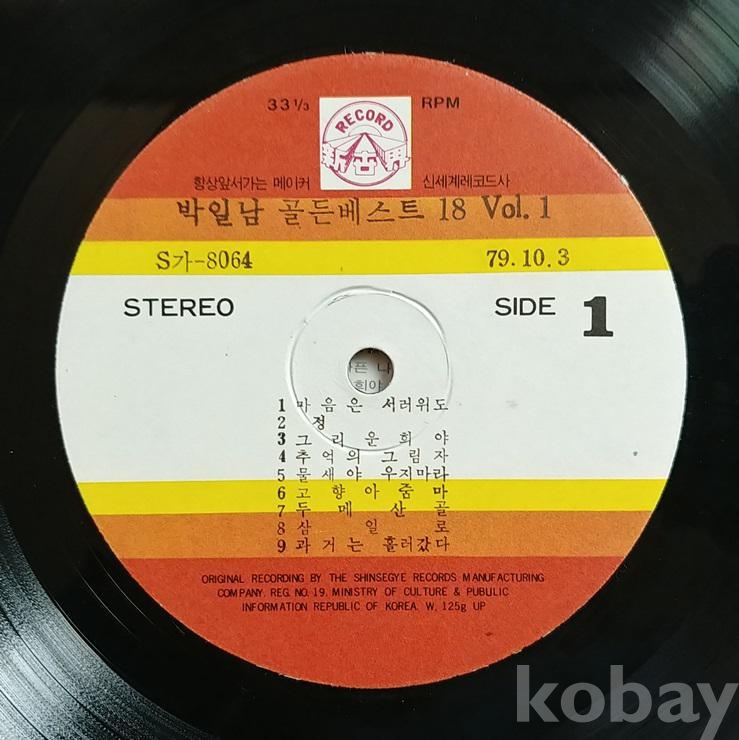 33 1/3 RPM
RECORD
新世界
항상앞서가는 메이커 신세계레코드사
박일남 골든베스트 18 Vol. 1
S가-8064 79.10.3
STEREO SIDE 1
1 마음은 서러워도
2 정
3 그리운희야
4 추억의그림자
5 물새야 우지마라
6 고향아줌마
7 두메산골
8 삼일로
9 과거는 흘러갔다
ORIGINAL RECORDING BY THE SHINSEGYE RECORDS MANUFACTURING
COMPANY. REG. NO. 19. MINISTRY OF CULTURE & PUBULIC
INFORMATION REPUBLIC OF KOREA. W. 125g UP
kobay